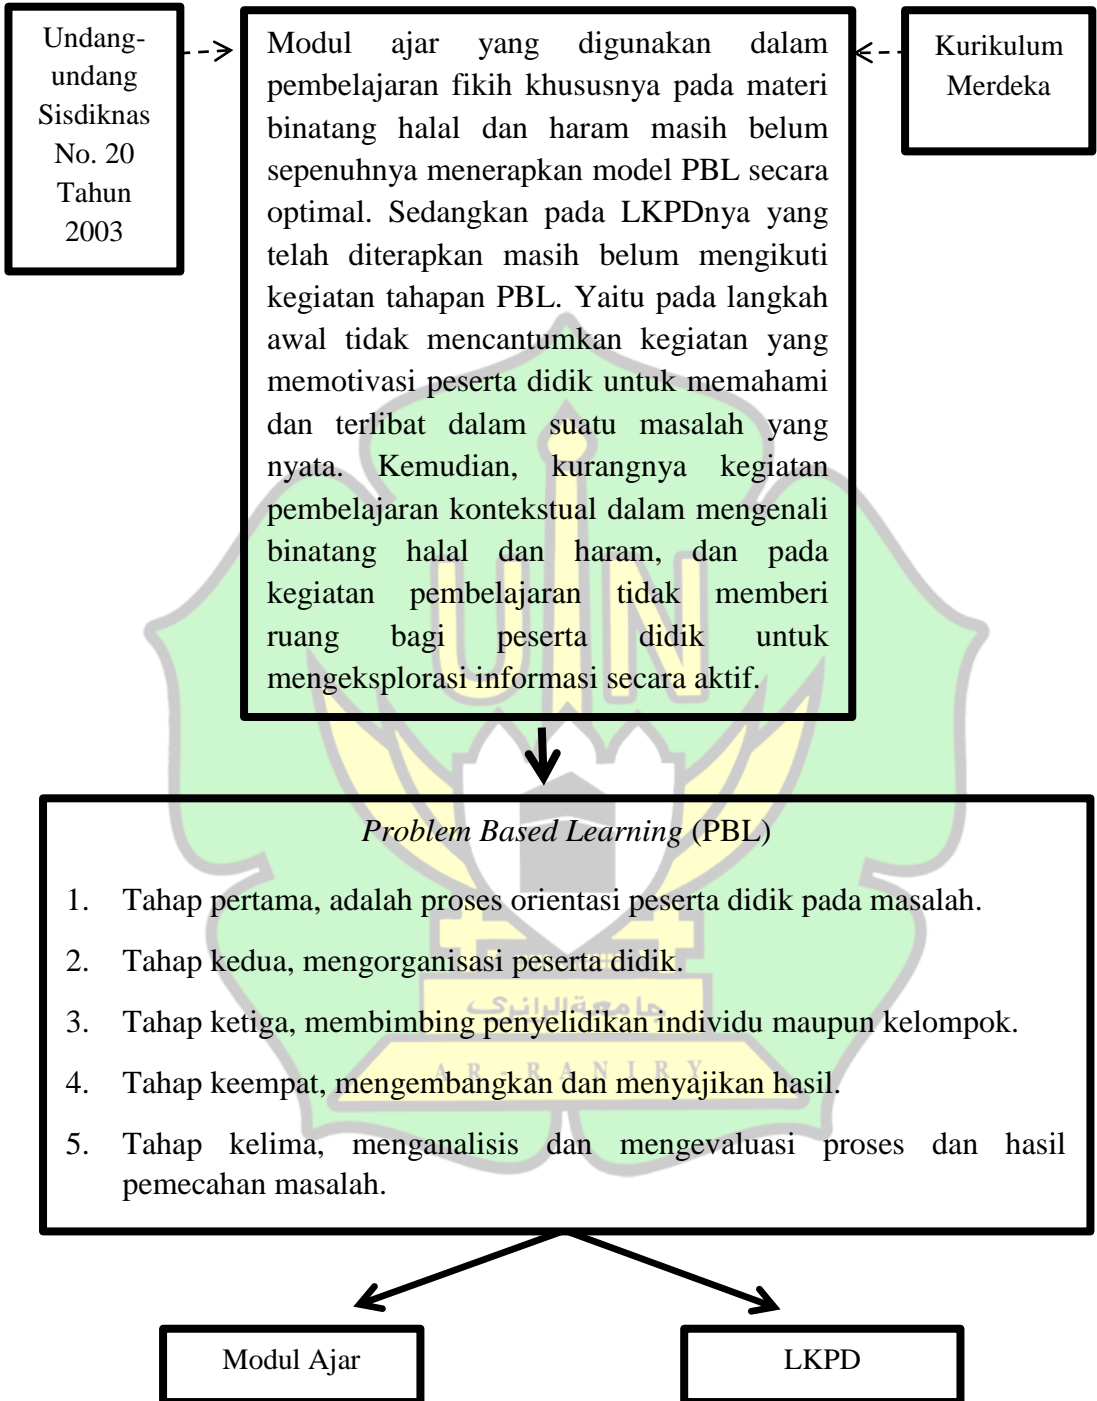 Undang-
undang
Sisdiknas
No. 20
Tahun
2003
Modul ajar yang digunakan dalam
pembelajaran fikih khususnya pada materi
binatang halal dan haram masih belum
sepenuhnya menerapkan model PBL secara
optimal. Sedangkan pada LKPDnya yang
telah diterapkan masih belum mengikuti
kegiatan tahapan PBL. Yaitu pada langkah
awal tidak mencantumkan kegiatan yang
memotivasi peserta didik untuk memahami
dan terlibat dalam suatu masalah yang
nyata. Kemudian, kurangnya kegiatan
pembelajaran kontekstual dalam mengenali
binatang halal dan haram, dan pada
kegiatan pembelajaran tidak memberi
ruang bagi peserta didik untuk
mengeksplorasi informasi secara aktif.
Kurikulum
Merdeka
UIN
Problem Based Learning (PBL)
1. Tahap pertama, adalah proses orientasi peserta didik pada masalah.
2. Tahap kedua, mengorganisasi peserta didik.
3. Tahap ketiga, membimbing penyelidikan individu maupun kelompok.
4. Tahap keempat, mengembangkan dan menyajikan hasil.
5. Tahap kelima, menganalisis dan mengevaluasi proses dan hasil
pemecahan masalah.
جامعة الرانري
AR-RANIRY
Modul Ajar
LKPD